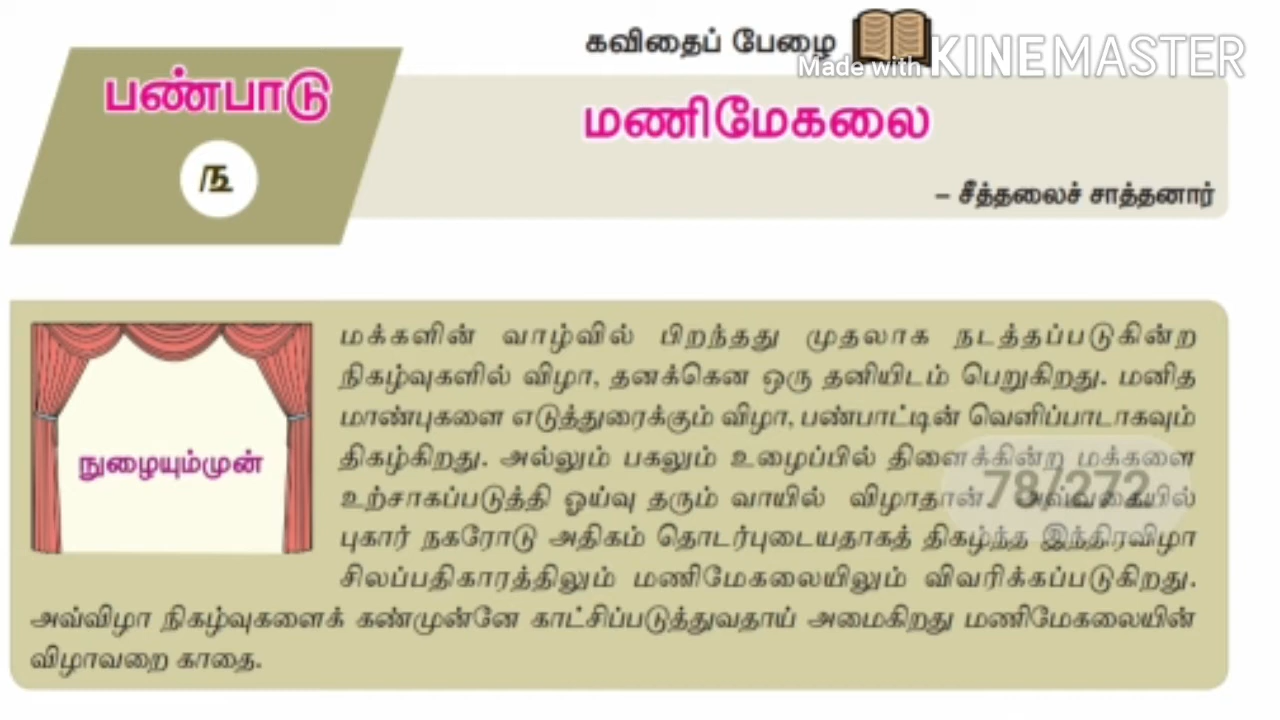 கவிதைப் பேழை
Made with KINEMASTER
பண்பாடு
மணிமேகலை
௩
– சீத்தலைச் சாத்தனார்
மக்களின் வாழ்வில் பிறந்தது முதலாக நடத்தப்படுகின்ற
நிகழ்வுகளில் விழா, தனக்கென ஒரு தனியிடம் பெறுகிறது. மனித
மாண்புகளை எடுத்துரைக்கும் விழா, பண்பாட்டின் வெளிப்பாடாகவும்
திகழ்கிறது. அல்லும் பகலும் உழைப்பில் திளைக்கின்ற மக்களை
நுழையும்முன்
உற்சாகப்படுத்தி ஓய்வு தரும் வாயில் விழாதான். அவ்வகையில்
78/272
புகார் நகரோடு அதிகம் தொடர்புடையதாகத் திகழ்ந்த இந்திரவிழா
சிலப்பதிகாரத்திலும் மணிமேகலையிலும் விவரிக்கப்படுகிறது.
அவ்விழா நிகழ்வுகளைக் கண்முன்னே காட்சிப்படுத்துவதாய் அமைகிறது மணிமேகலையின்
விழாவறை காதை.